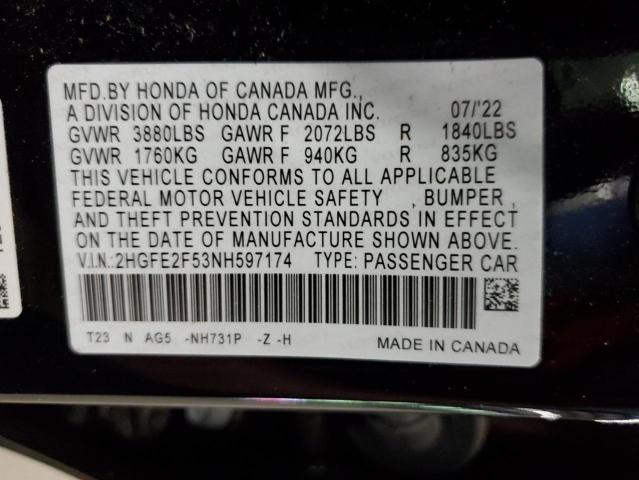 MFD.BY HONDA OF CANADA MFG.,
A DIVISION OF HONDA CANADA INC. 07/'22
GVWR 3880LBS GAWR F 2072LBS R 1840LBS
GVWR 1760KG GAWR F 940KG R 835KG
THIS VEHICLE CONFORMS TO ALL APPLICABLE
FEDERAL MOTOR VEHICLE SAFETY , BUMPER ,
AND THEFT PREVENTION STANDARDS IN EFFECT
ON THE DATE OF MANUFACTURE SHOWN ABOVE.
V.I.N.:2HGFE2F53NH597174 TYPE: PASSENGER CAR
T23 N AG5 -NH731P -Z -H
MADE IN CANADA